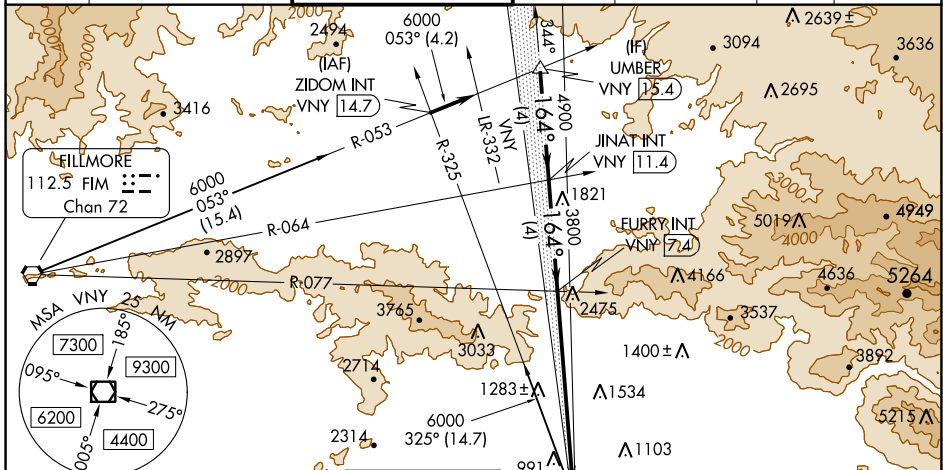 2000
2494
6000
053° (4.2)
344°
2639±
3094
3636
(IAF)
ZIDOM INT
VNY 14.7
(IF)
UMBER
VNY 15.4
2695
3416
R-053
R-325
LR-332
VNY
(4)
164°
4900
JINAT INT
VNY 11.4
FILLMORE
112.5 FIM
Chan 72
6000
053°
(15.4)
R-064
1821
3000
5019
4000
4949
FURRY INT
VNY 7.4
(4)
164°
3800
2897
2000
R-077
4166
4636
5264
2475
3765
3033
3537
2000
MSA VNY 25 NM
185°
7300
9300
095°
275°
6200
4400
005°
2714
1283±
1400±
1534
3892
6000
325° (14.7)
2314
991
1103
5215